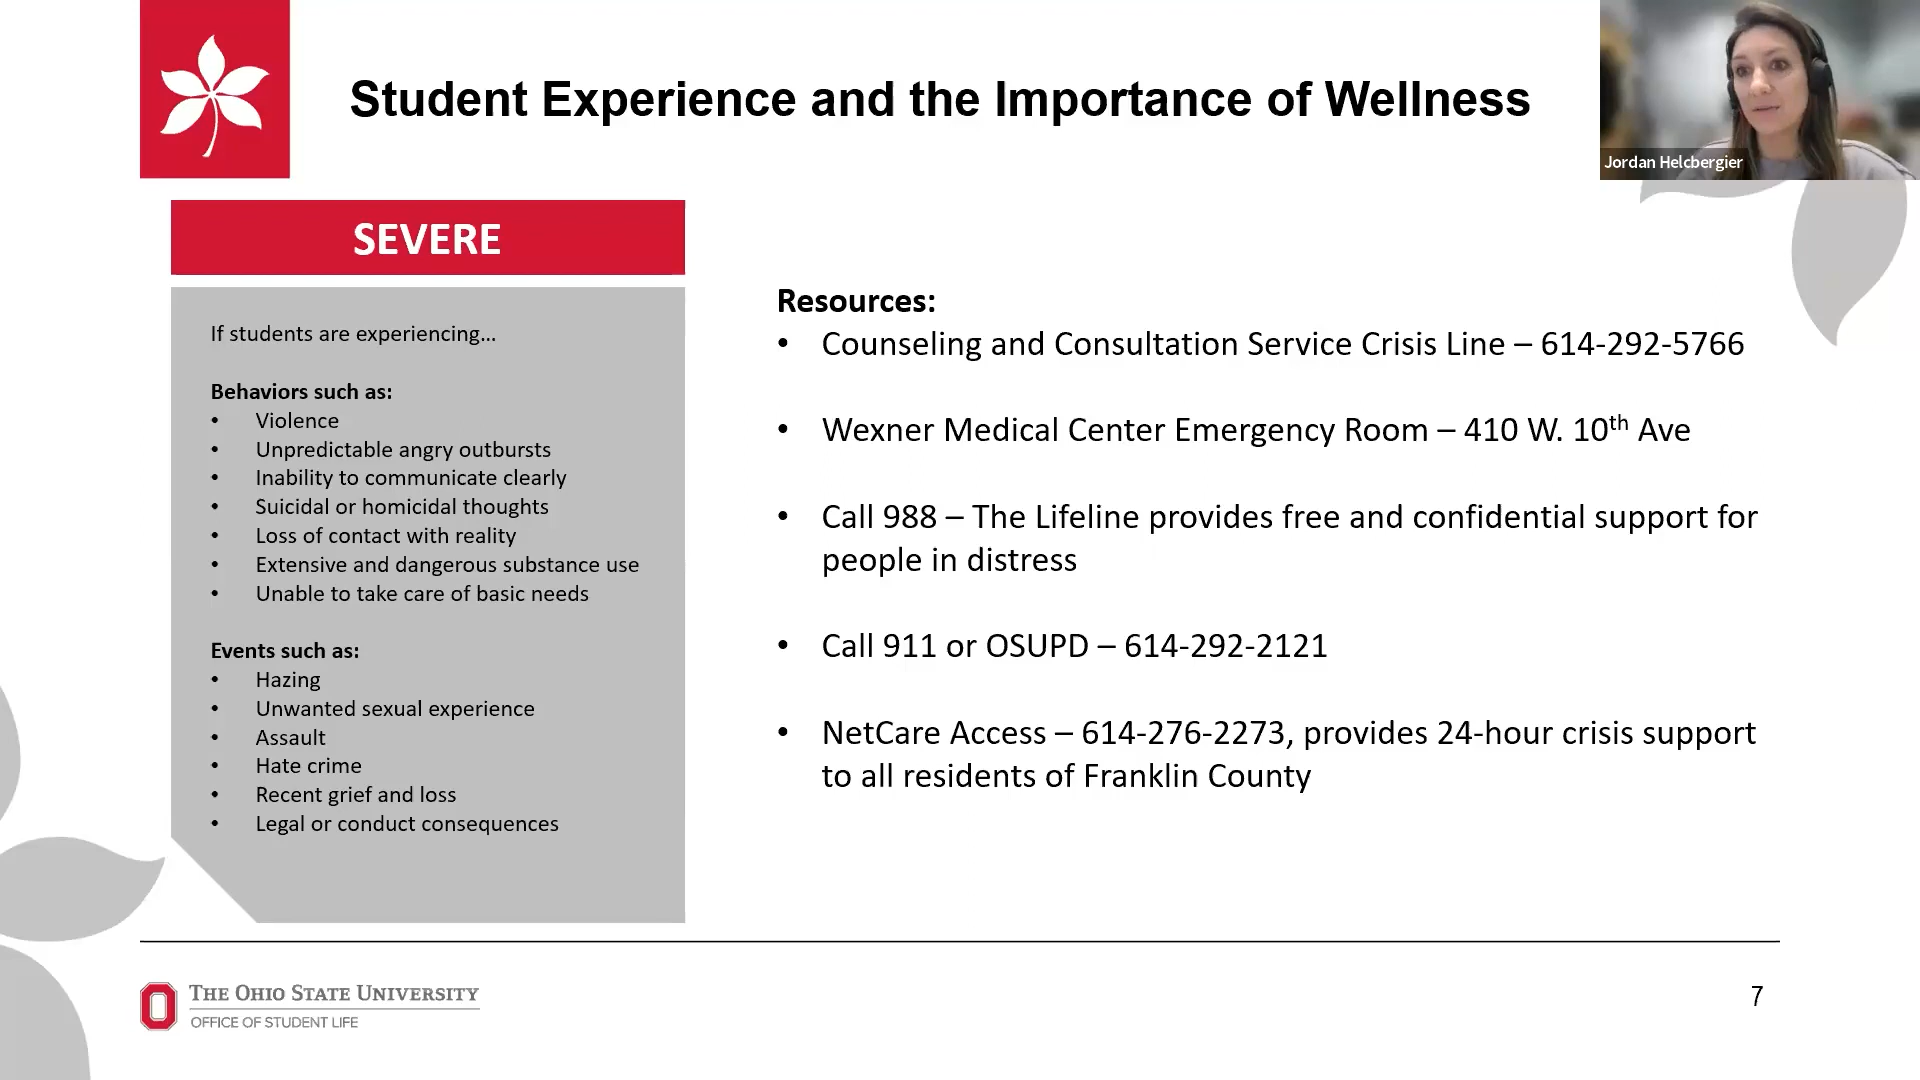 Student Experience and the Importance of Wellness
Jordan Helcbergier
SEVERE
If students are experiencing...
Behaviors such as:
• Violence
• Unpredictable angry outbursts
• Inability to communicate clearly
• Suicidal or homicidal thoughts
• Loss of contact with reality
• Extensive and dangerous substance use
• Unable to take care of basic needs
Events such as:
• Hazing
• Unwanted sexual experience
• Assault
• Hate crime
• Recent grief and loss
• Legal or conduct consequences
Resources:
• Counseling and Consultation Service Crisis Line – 614-292-5766
• Wexner Medical Center Emergency Room – 410 W. 10th Ave
• Call 988 – The Lifeline provides free and confidential support for
people in distress
• Call 911 or OSUPD – 614-292-2121
• NetCare Access – 614-276-2273, provides 24-hour crisis support
to all residents of Franklin County
THE OHIO STATE UNIVERSITY
OFFICE OF STUDENT LIFE
7